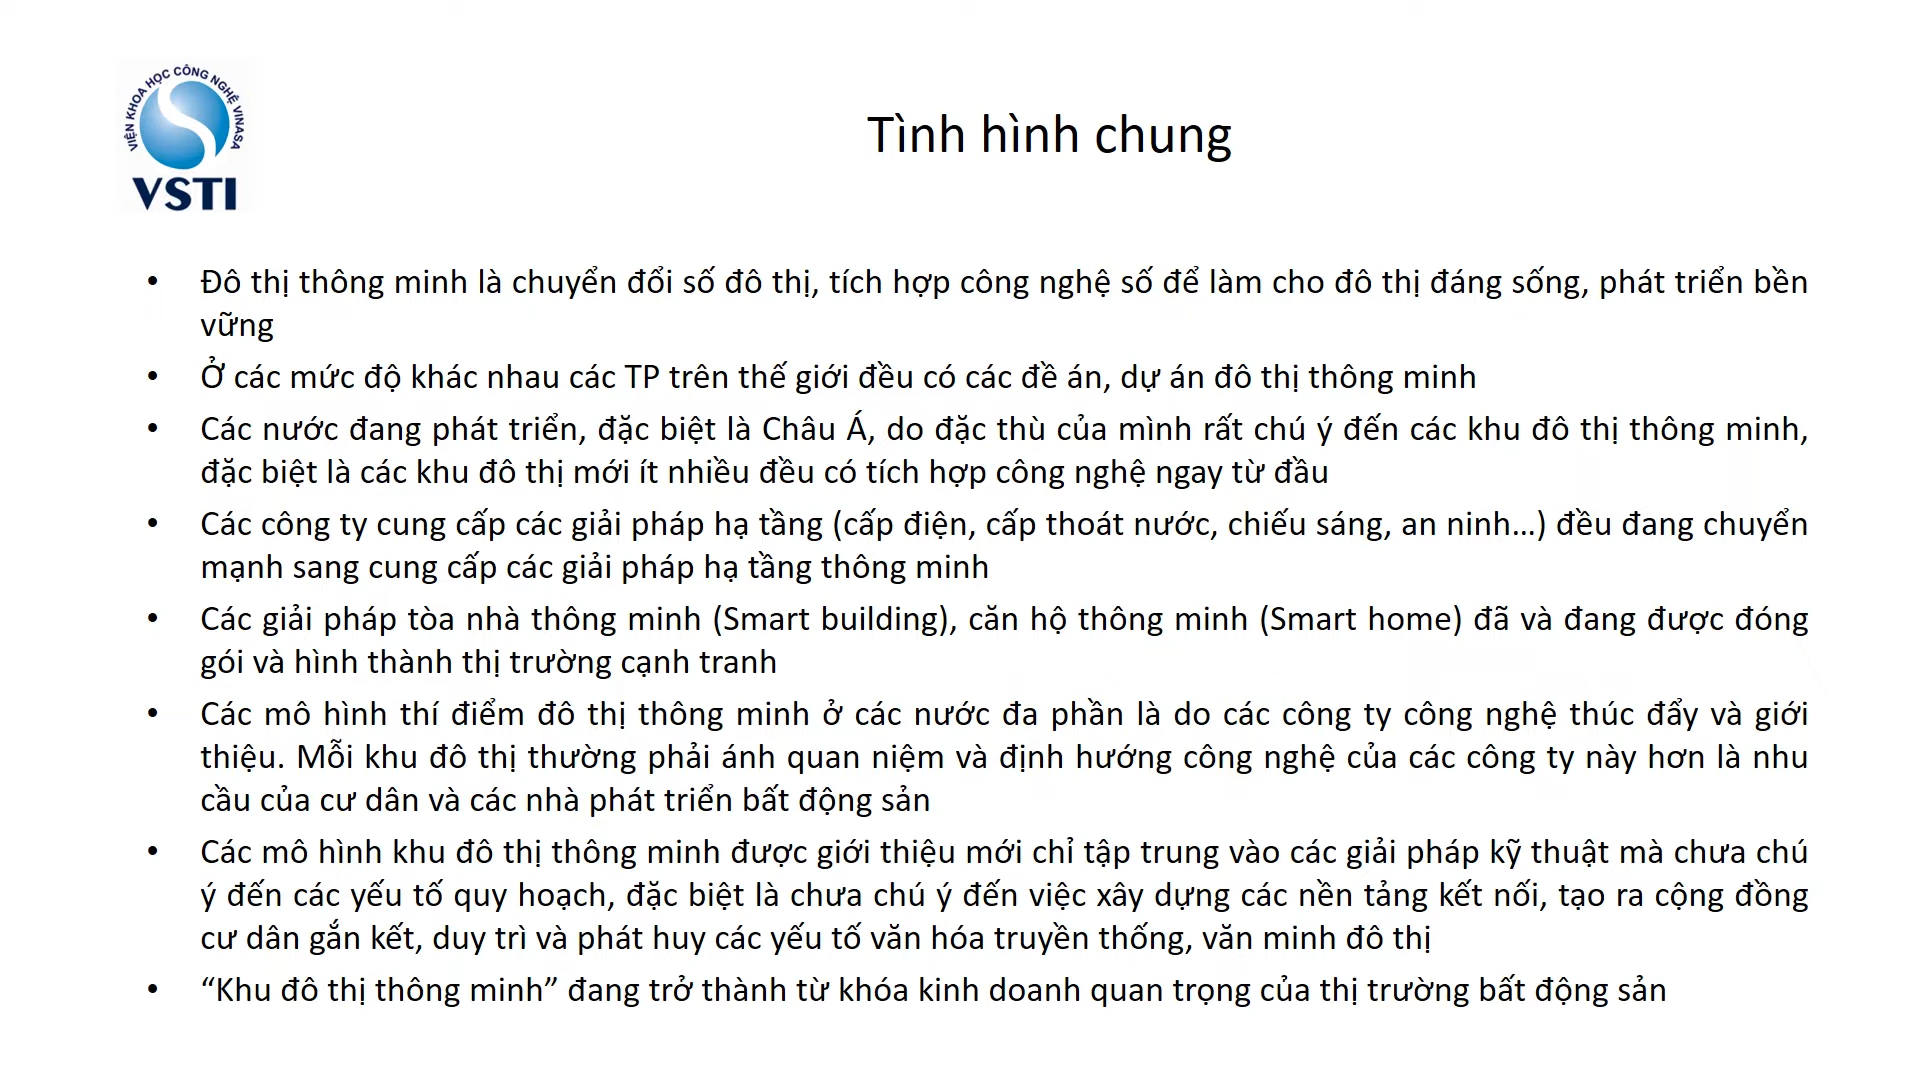 VIỆN KHOA HỌC CÔNG NGHỆ VINASA
VSTI
Tình hình chung
• Đô thị thông minh là chuyển đổi số đô thị, tích hợp công nghệ số để làm cho đô thị đáng sống, phát triển bền
vững
• Ở các mức độ khác nhau các TP trên thế giới đều có các đề án, dự án đô thị thông minh
• Các nước đang phát triển, đặc biệt là Châu Á, do đặc thù của mình rất chú ý đến các khu đô thị thông minh,
đặc biệt là các khu đô thị mới ít nhiều đều có tích hợp công nghệ ngay từ đầu
• Các công ty cung cấp các giải pháp hạ tầng (cấp điện, cấp thoát nước, chiếu sáng, an ninh…) đều đang chuyển
mạnh sang cung cấp các giải pháp hạ tầng thông minh
• Các giải pháp tòa nhà thông minh (Smart building), căn hộ thông minh (Smart home) đã và đang được đóng
gói và hình thành thị trường cạnh tranh
• Các mô hình thí điểm đô thị thông minh ở các nước đa phần là do các công ty công nghệ thúc đẩy và giới
thiệu. Mỗi khu đô thị thường phải ánh quan niệm và định hướng công nghệ của các công ty này hơn là nhu
cầu của cư dân và các nhà phát triển bất động sản
• Các mô hình khu đô thị thông minh được giới thiệu mới chỉ tập trung vào các giải pháp kỹ thuật mà chưa chú
ý đến các yếu tố quy hoạch, đặc biệt là chưa chú ý đến việc xây dựng các nền tảng kết nối, tạo ra cộng đồng
cư dân gắn kết, duy trì và phát huy các yếu tố văn hóa truyền thống, văn minh đô thị
• “Khu đô thị thông minh” đang trở thành từ khóa kinh doanh quan trọng của thị trường bất động sản